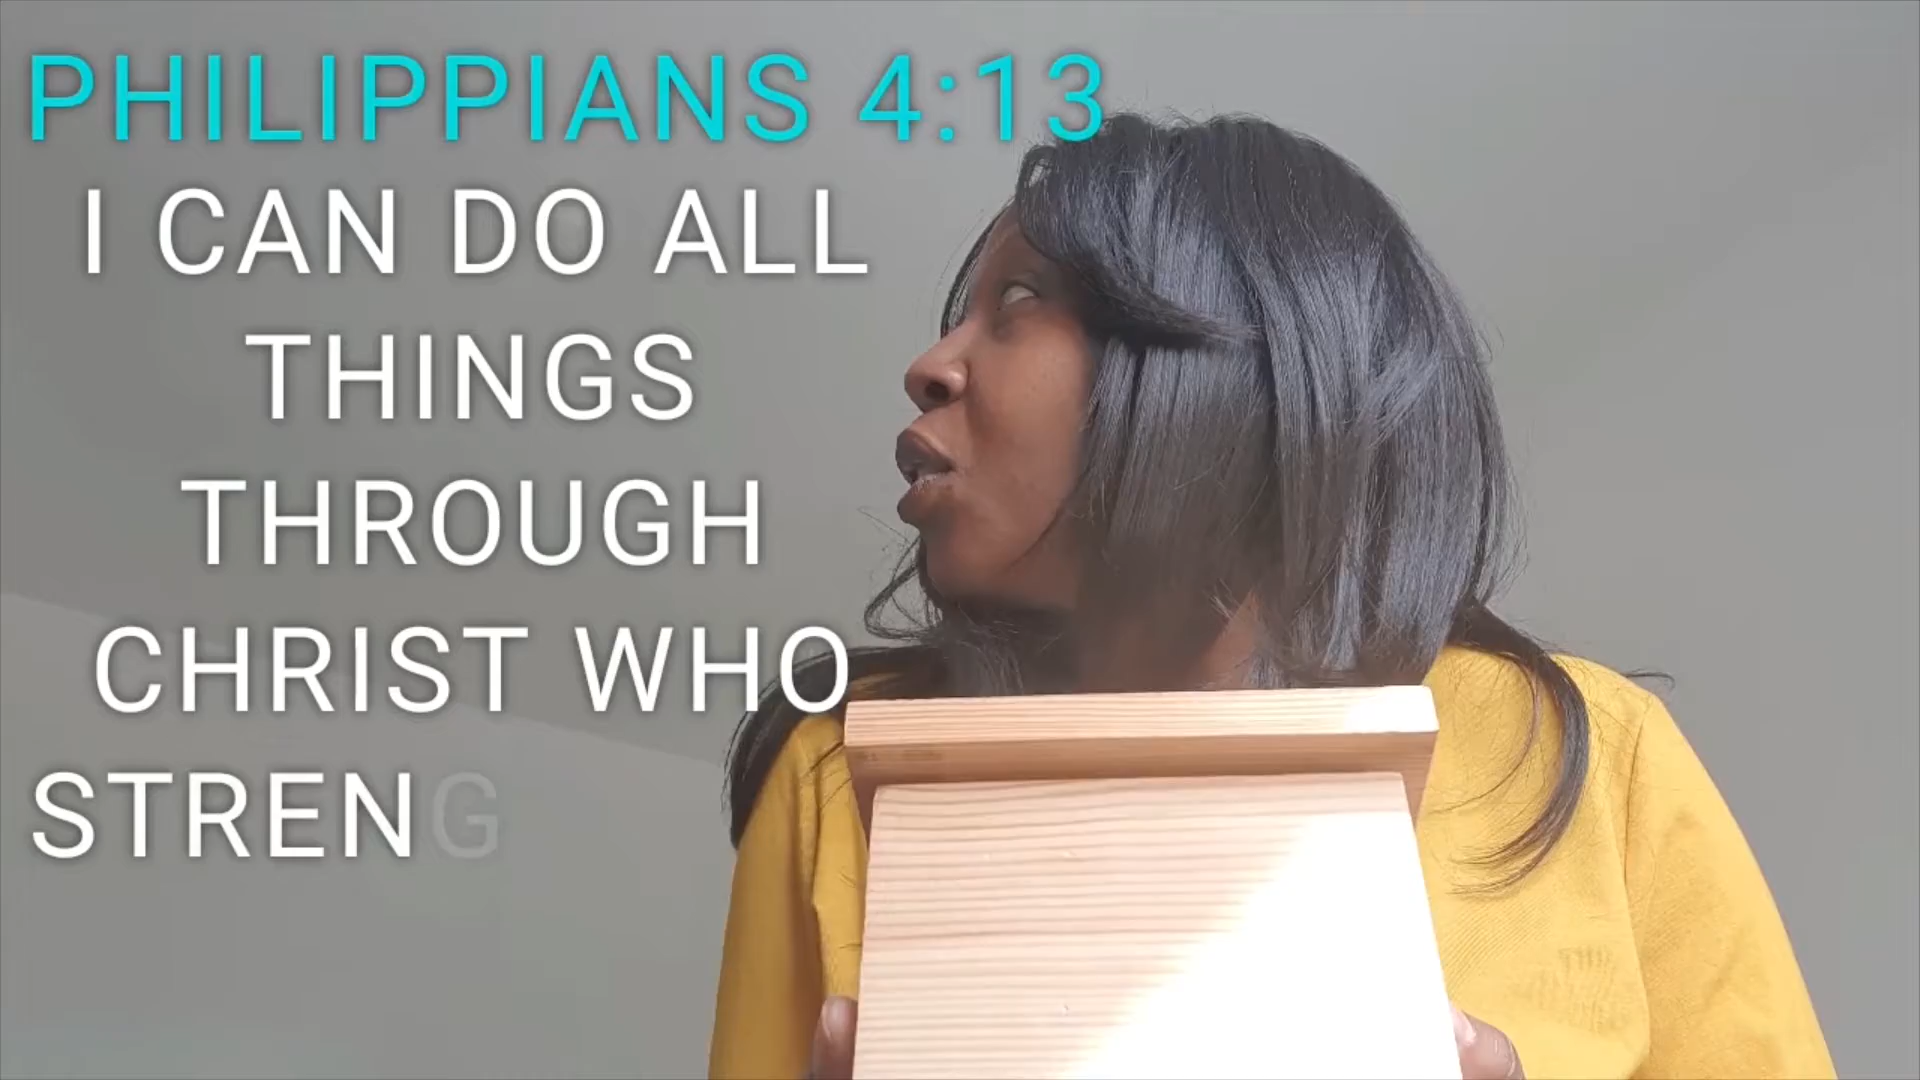 PHILIPPIANS 4:13
I CAN DO ALL
THINGS
THROUGH
CHRIST WHO
STRENG